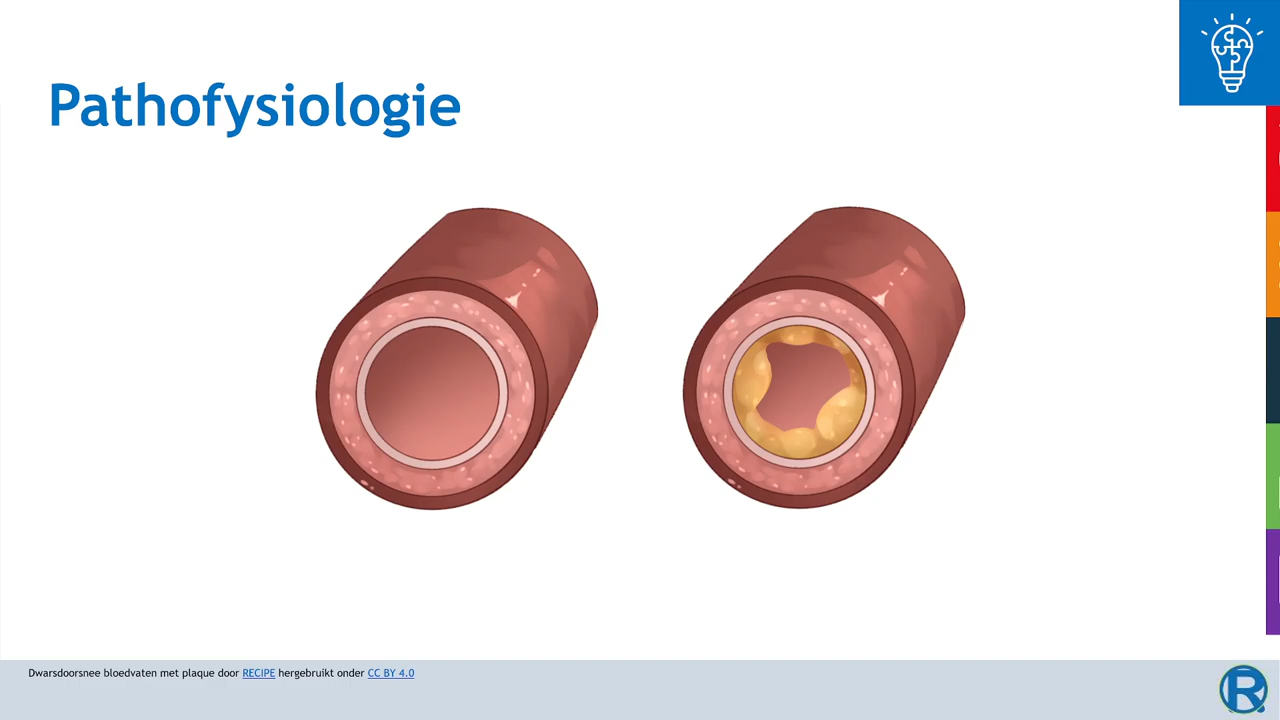 Pathofysiologie
Dwarsdoorsnee bloedvaten met plaque door RECIPE hergebruikt onder CC BY 4.0
R